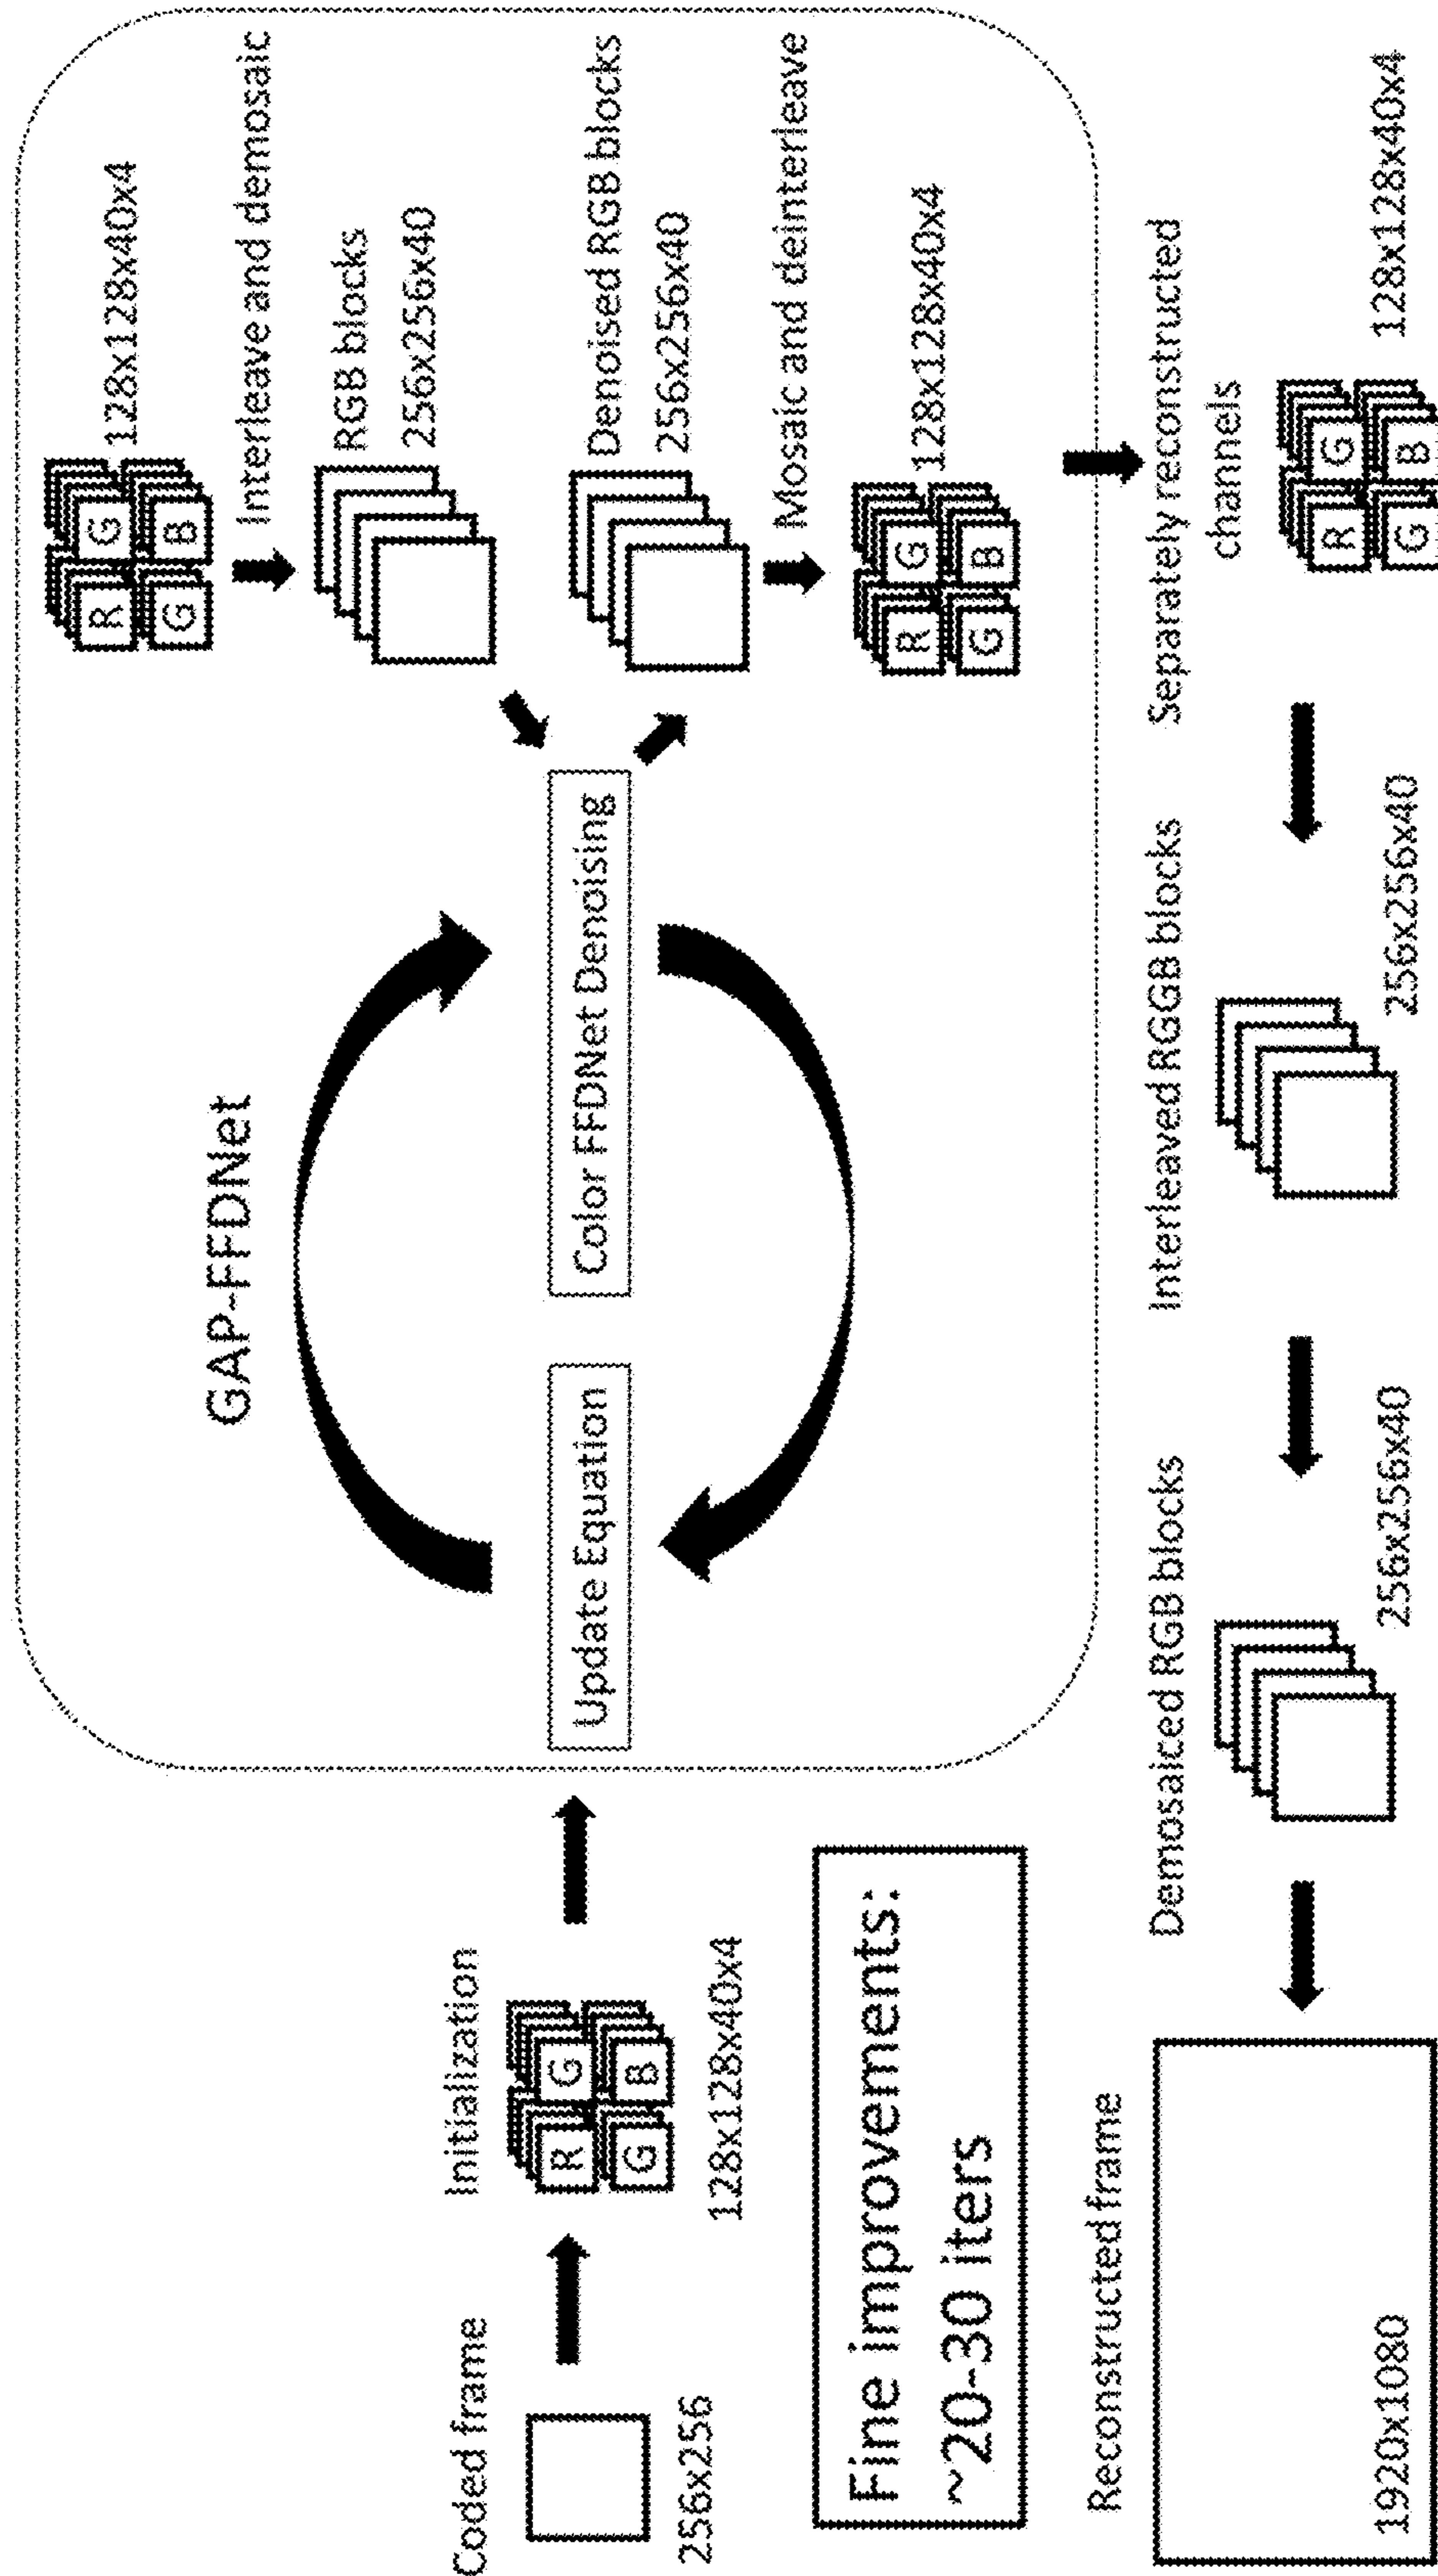 GAP-FFDNet
Coded frame
256x256
Initialization
R G
G B
128x128x40x4
Update Equation
Color FFDNet Denoising
R G
G B
128x128x40x4
Interleave and demosaic
RGB blocks
256x256x40
Denoised RGB blocks
256x256x40
Mosaic and deinterleave
R G
G B
128x128x40x4
Fine improvements:
~20-30 iters
Separately reconstructed
channels
R G
G B
128x128x40x4
Interleaved RGGB blocks
256x256x40
Demosaiced RGB blocks
256x256x40
Reconstructed frame
1920x1080